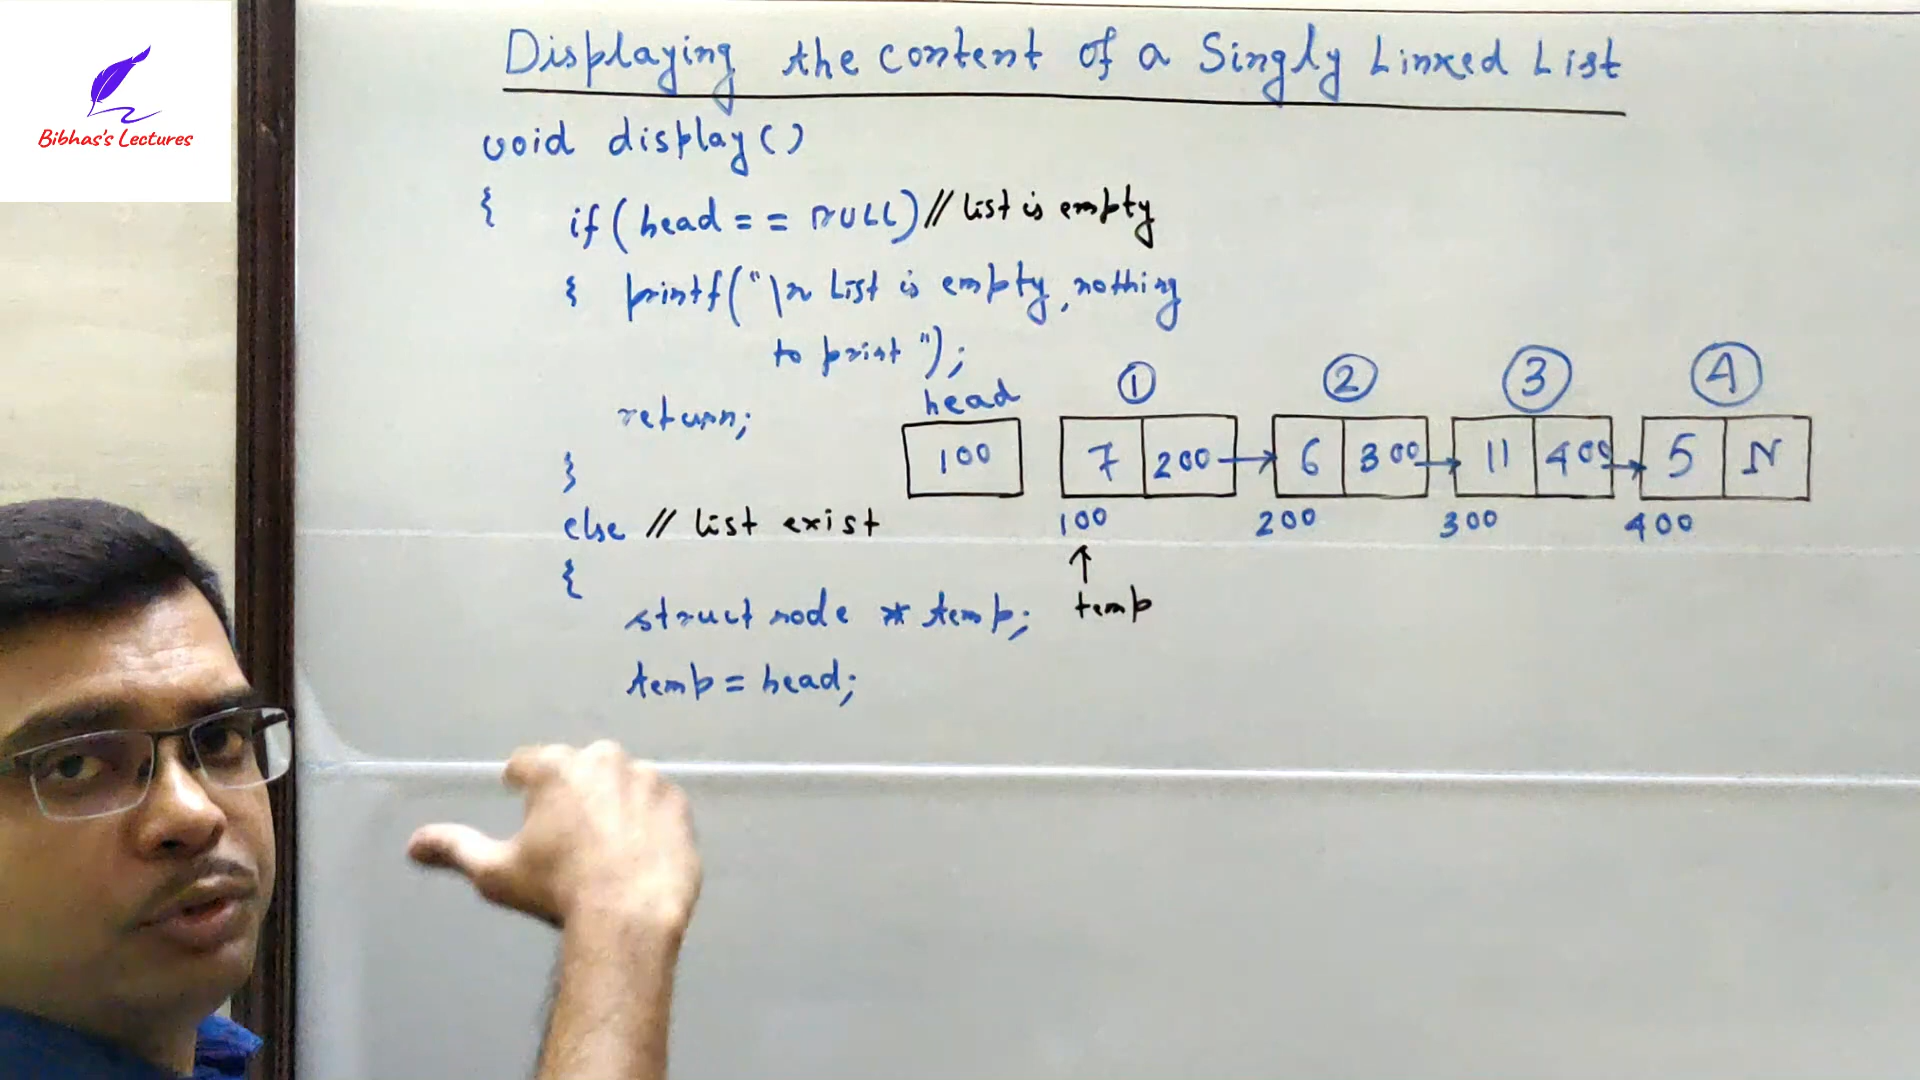 Bibhas's Lectures
Displaying the content of a Singly Linked List
void display()
{ if (head == NULL) // list is empty
{ printf("\n List is empty, nothing
to print");
return;
}
else // list exist
{
struct node * temp;
temp = head;
head
100
① ② ③ ④
7 200 6 300 11 400 5 N
100 200 300 400
↑
temp